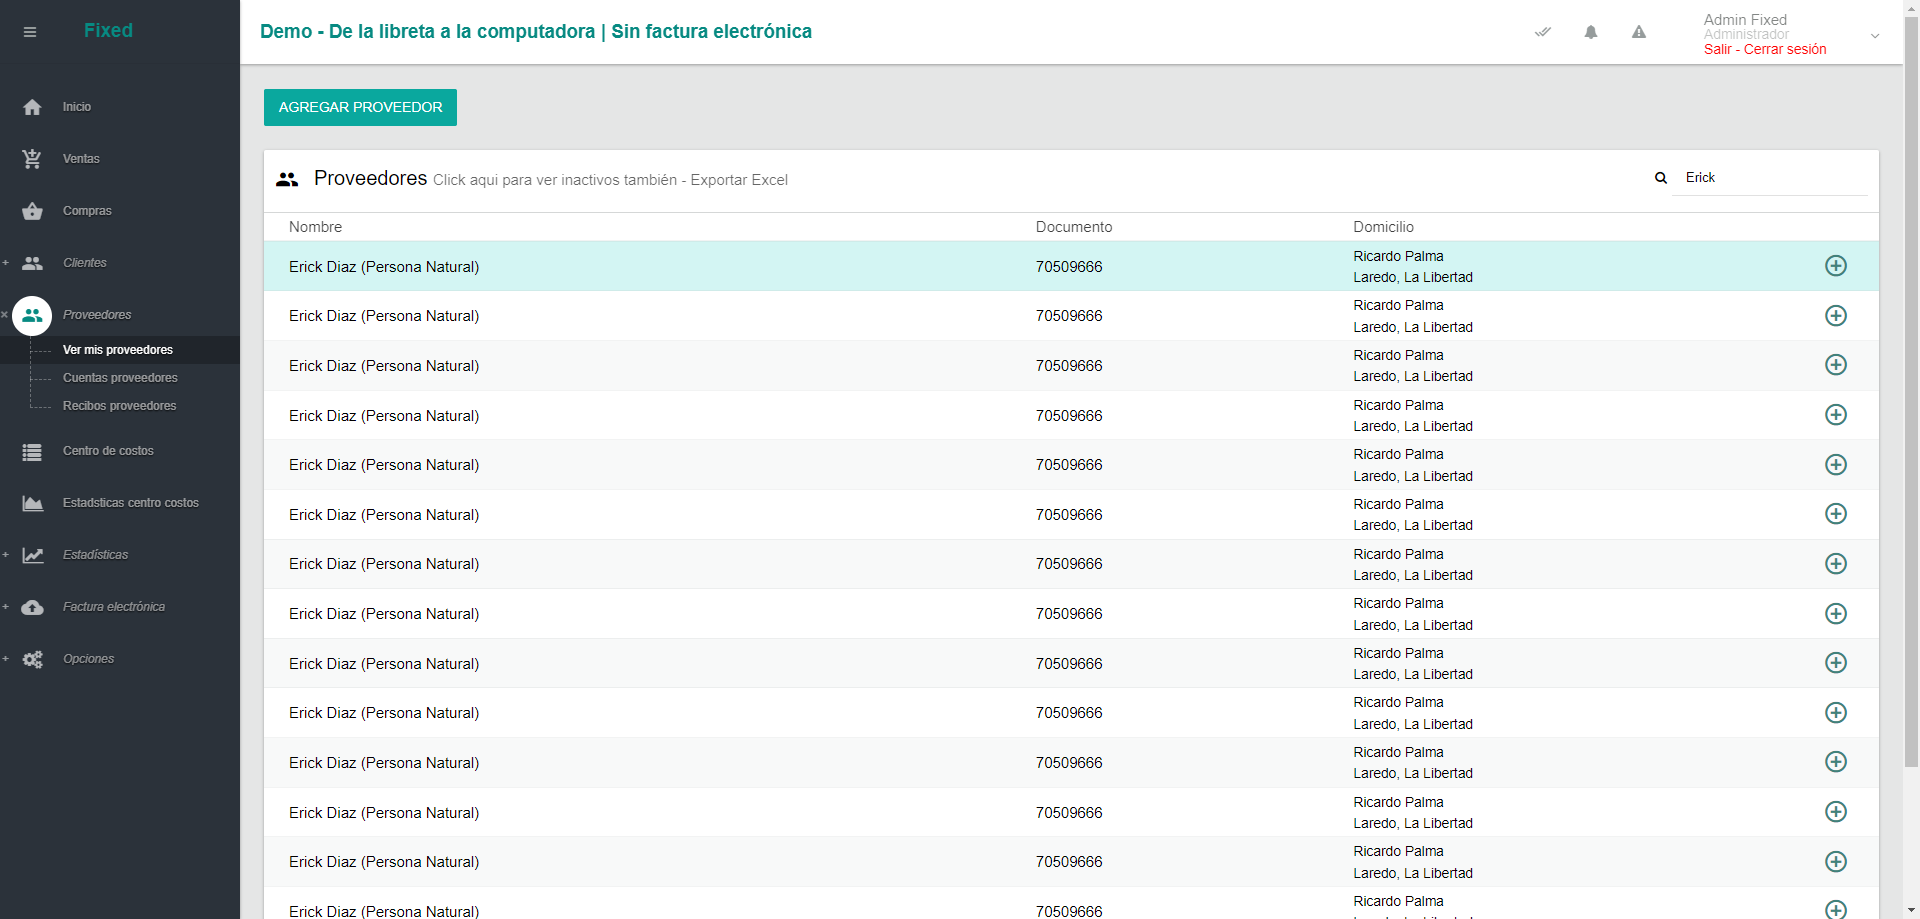 Fixed
Demo - De la libreta a la computadora | Sin factura electrónica
Admin Fixed
Administrador
Salir - Cerrar sesión
Inicio
Ventas
Compras
Clientes
Proveedores
Ver mis proveedores
Cuentas proveedores
Recibos proveedores
Centro de costos
Estadsticas centro costos
Estadísticas
Factura electrónica
Opciones
AGREGAR PROVEEDOR
Proveedores Click aqui para ver inactivos también - Exportar Excel
Erick
Nombre Documento Domicilio
Erick Diaz (Persona Natural) 70509666 Ricardo Palma
Laredo, La Libertad
Erick Diaz (Persona Natural) 70509666 Ricardo Palma
Laredo, La Libertad
Erick Diaz (Persona Natural) 70509666 Ricardo Palma
Laredo, La Libertad
Erick Diaz (Persona Natural) 70509666 Ricardo Palma
Laredo, La Libertad
Erick Diaz (Persona Natural) 70509666 Ricardo Palma
Laredo, La Libertad
Erick Diaz (Persona Natural) 70509666 Ricardo Palma
Laredo, La Libertad
Erick Diaz (Persona Natural) 70509666 Ricardo Palma
Laredo, La Libertad
Erick Diaz (Persona Natural) 70509666 Ricardo Palma
Laredo, La Libertad
Erick Diaz (Persona Natural) 70509666 Ricardo Palma
Laredo, La Libertad
Erick Diaz (Persona Natural) 70509666 Ricardo Palma
Laredo, La Libertad
Erick Diaz (Persona Natural) 70509666 Ricardo Palma
Laredo, La Libertad
Erick Diaz (Persona Natural) 70509666 Ricardo Palma
Laredo, La Libertad
Erick Diaz (Persona Natural) 70509666 Ricardo Palma
Laredo, La Libertad
Erick Diaz (Persona Natural) 70509666 Ricardo Palma